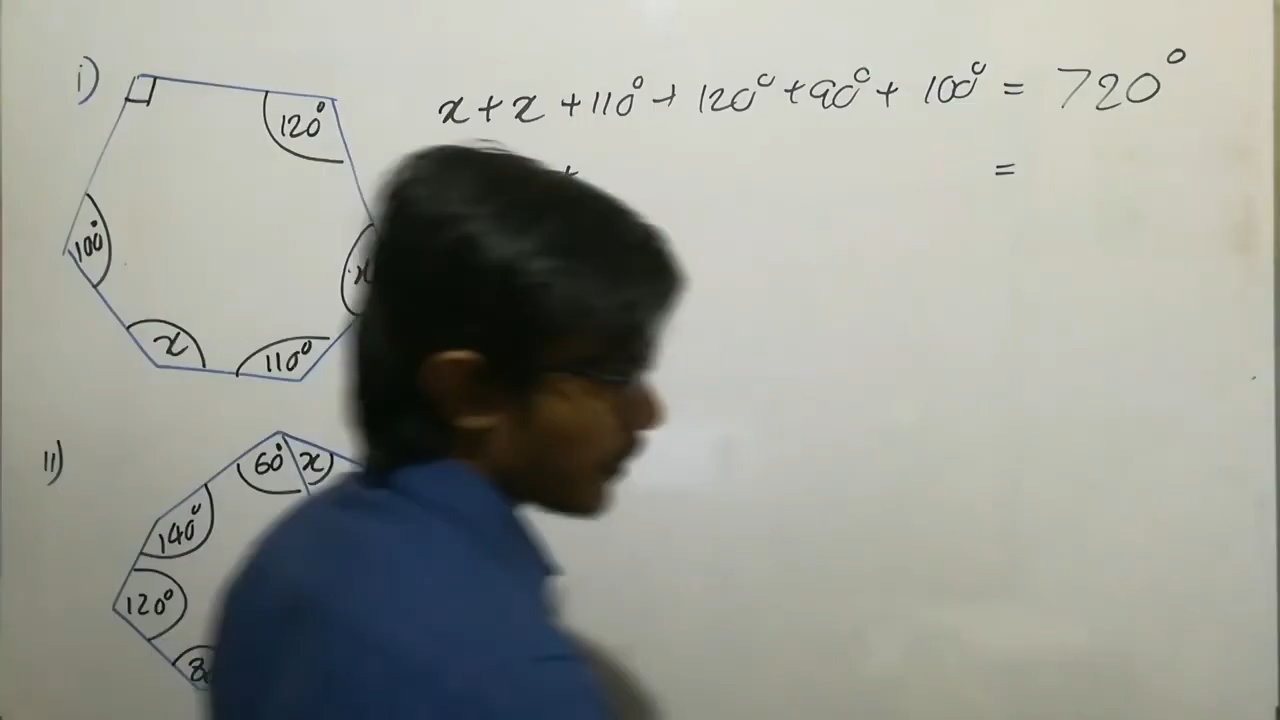 i)
x + x + 110° + 120° + 90° + 100° = 720°
+ =
120°
100°
x
x
110°
ii)
60° x
140°
120°